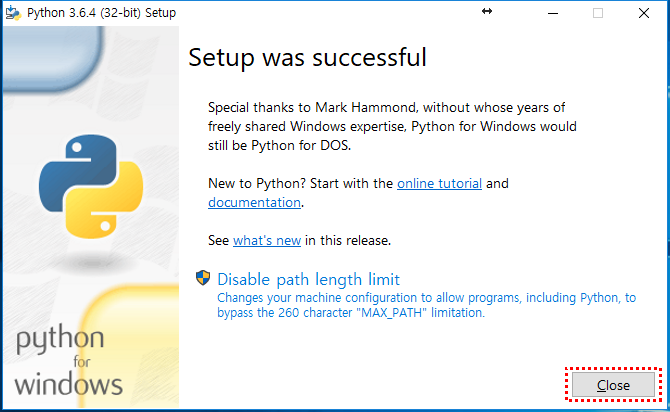 Python 3.6.4 (32-bit) Setup
Setup was successful
Special thanks to Mark Hammond, without whose years of
freely shared Windows expertise, Python for Windows would
still be Python for DOS.
New to Python? Start with the online tutorial and
documentation.
See what's new in this release.
Disable path length limit
Changes your machine configuration to allow programs, including Python, to
bypass the 260 character "MAX_PATH" limitation.
python
for
windows
Close